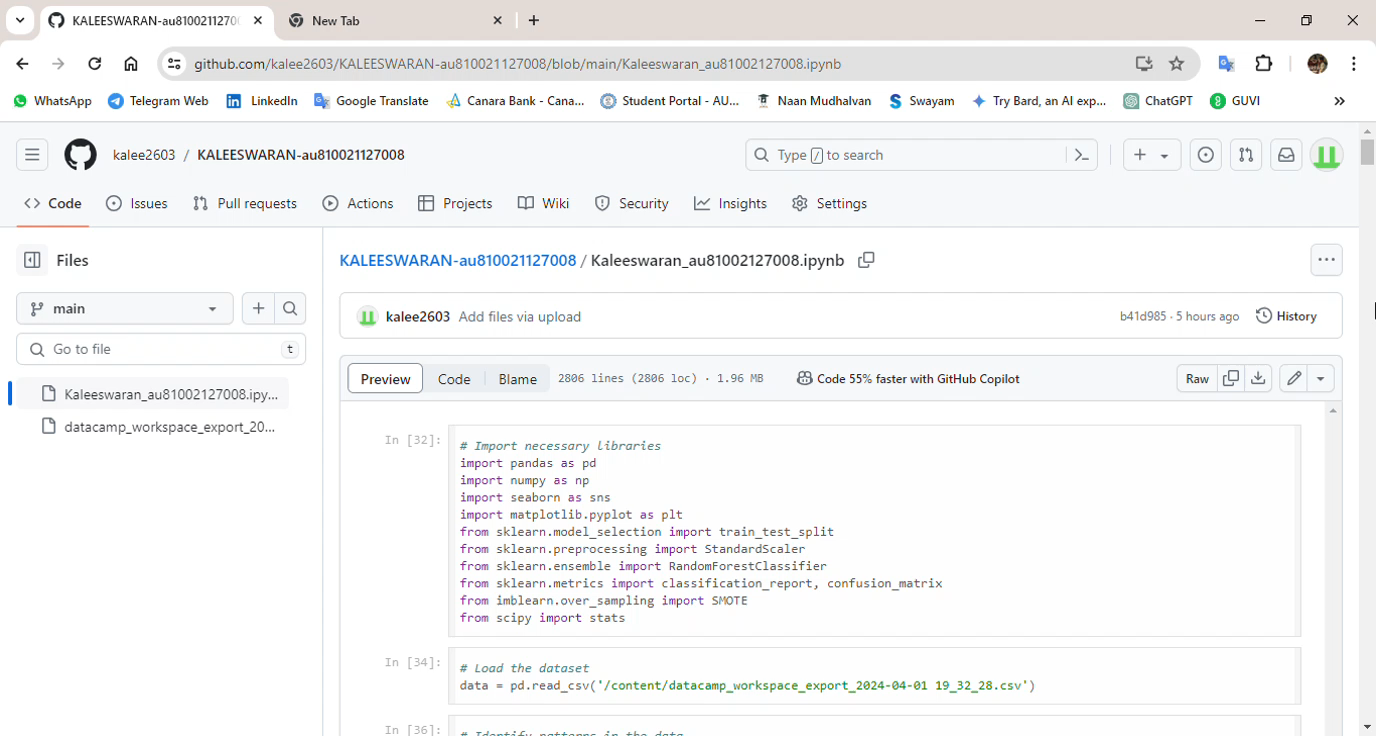 KALEESWARAN-au81002112700
New Tab
github.com/kalee2603/KALEESWARAN-au810021127008/blob/main/Kaleeswaran_au81002127008.ipynb
WhatsApp
Telegram Web
LinkedIn
Google Translate
Canara Bank - Cana...
Student Portal - AU...
Naan Mudhalvan
Swayam
Try Bard, an AI exp...
ChatGPT
GUVI
kalee2603 / KALEESWARAN-au810021127008
Type / to search
Code
Issues
Pull requests
Actions
Projects
Wiki
Security
Insights
Settings
Files
KALEESWARAN-au810021127008 / Kaleeswaran_au81002127008.ipynb
main
kalee2603 Add files via upload
b41d985 · 5 hours ago
History
Go to file
t
Preview
Code
Blame
2806 lines (2806 loc) · 1.96 MB
Code 55% faster with GitHub Copilot
Raw
Kaleeswaran_au81002127008.ipy...
datacamp_workspace_export_20...
In [32]:
# Import necessary libraries
import pandas as pd
import numpy as np
import seaborn as sns
import matplotlib.pyplot as plt
from sklearn.model_selection import train_test_split
from sklearn.preprocessing import StandardScaler
from sklearn.ensemble import RandomForestClassifier
from sklearn.metrics import classification_report, confusion_matrix
from imblearn.over_sampling import SMOTE
from scipy import stats
In [34]:
# Load the dataset
data = pd.read_csv('/content/datacamp_workspace_export_2024-04-01 19_32_28.csv')
In [36]:
# Identify patterns in the data